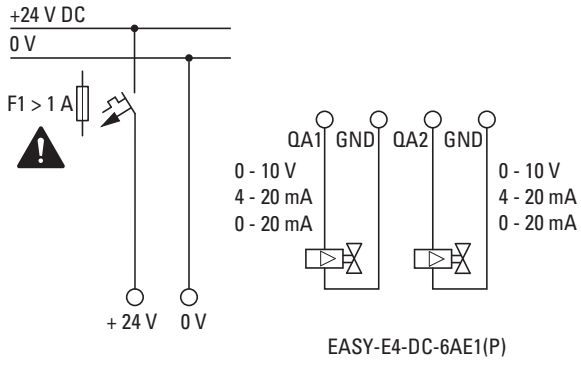 +24 V DC
0 V
F1 > 1 A
QA1 GND QA2 GND
0 - 10 V
4 - 20 mA
0 - 20 mA
0 - 10 V
4 - 20 mA
0 - 20 mA
+ 24 V 0 V
EASY-E4-DC-6AE1(P)